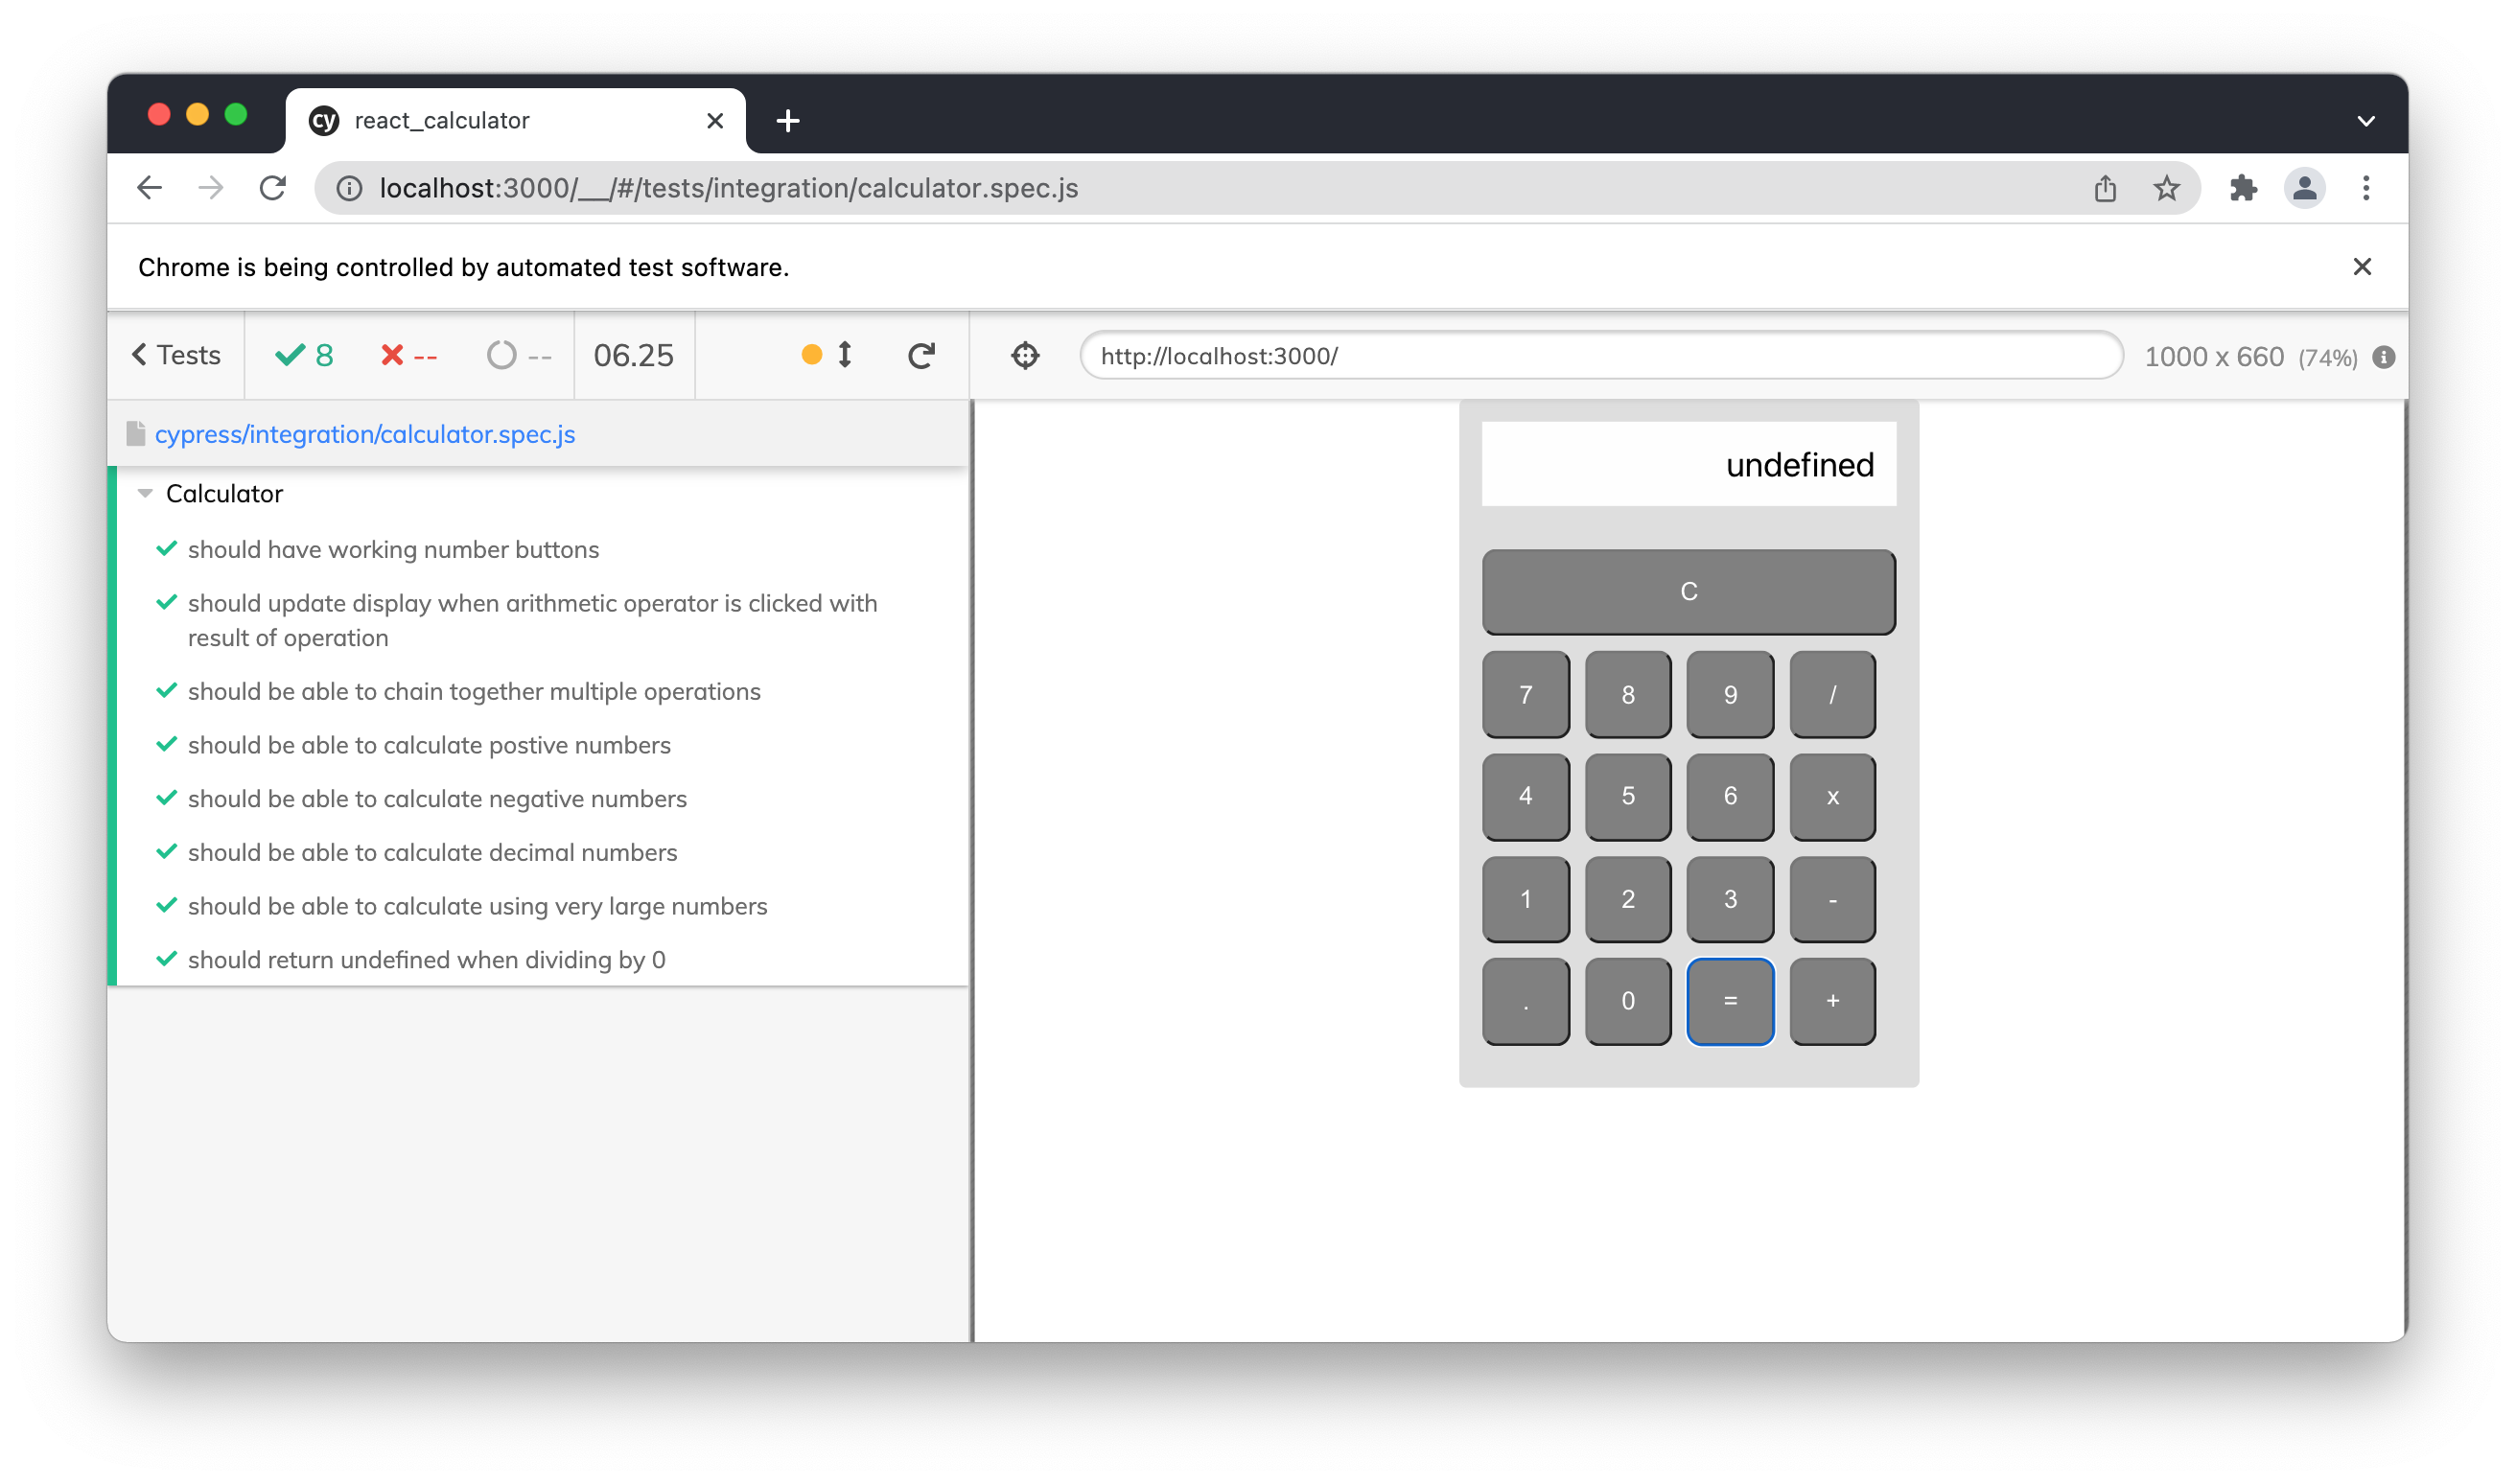 cy react_calculator
localhost:3000/__/#/tests/integration/calculator.spec.js
Chrome is being controlled by automated test software.
Tests 8 -- -- 06.25 http://localhost:3000/ 1000 x 660 (74%)
cypress/integration/calculator.spec.js
Calculator
should have working number buttons
should update display when arithmetic operator is clicked with
result of operation
should be able to chain together multiple operations
should be able to calculate postive numbers
should be able to calculate negative numbers
should be able to calculate decimal numbers
should be able to calculate using very large numbers
should return undefined when dividing by 0
undefined
C
7 8 9 /
4 5 6 x
1 2 3 -
. 0 = +